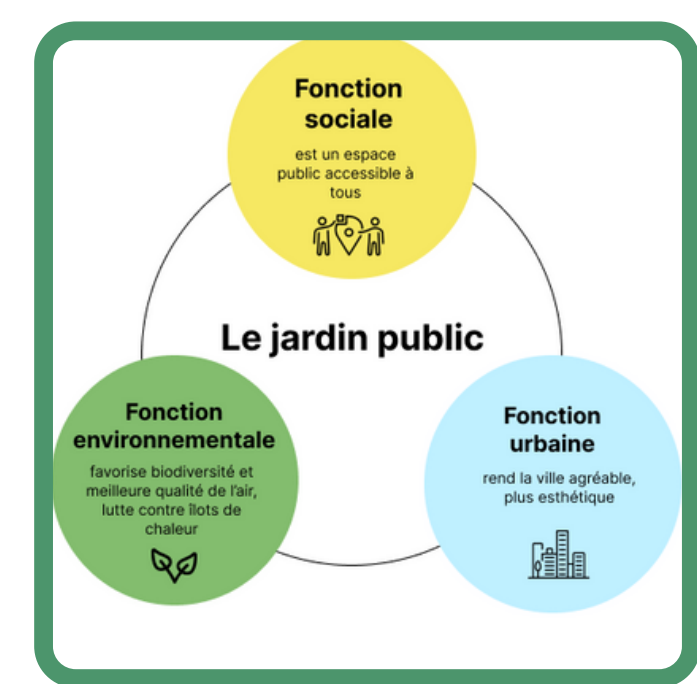 Fonction
sociale
est un espace
public accessible à
tous
Le jardin public
Fonction
environnementale
favorise biodiversité et
meilleure qualité de l'air,
lutte contre îlots de
chaleur
Fonction
urbaine
rend la ville agréable,
plus esthétique